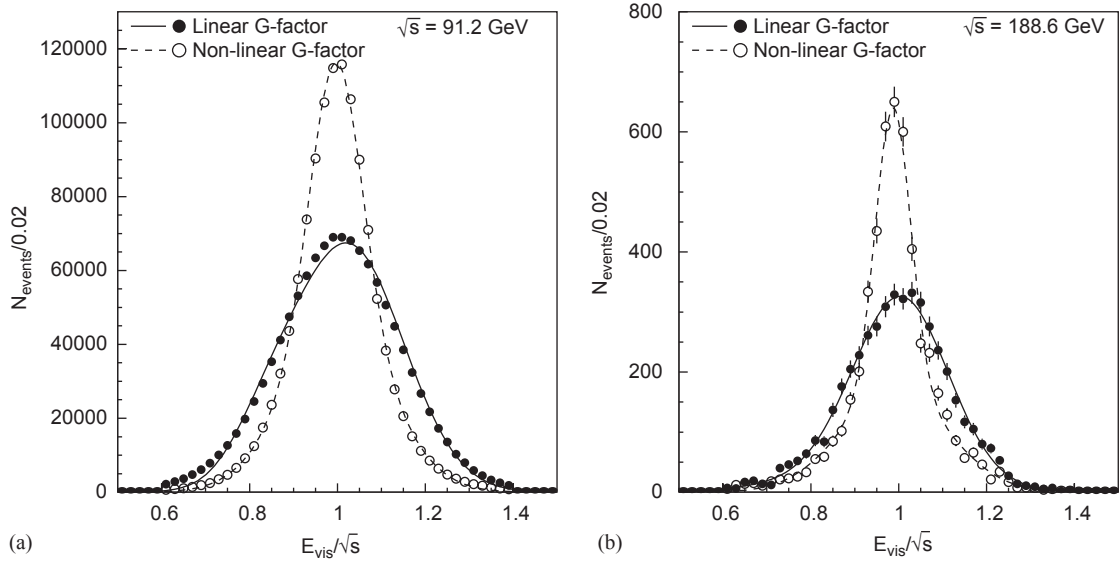 Linear G-factor
√s = 91.2 GeV
Non-linear G-factor
120000
100000
80000
60000
40000
20000
0
N_events/0.02
0.6 0.8 1 1.2 1.4
E_vis/√s
(a)
Linear G-factor
√s = 188.6 GeV
Non-linear G-factor
800
600
400
200
0
N_events/0.02
0.6 0.8 1 1.2 1.4
E_vis/√s
(b)